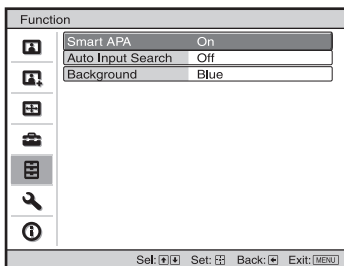 Function
Smart APA On
Auto Input Search Off
Background Blue
Sel: Set: Back: Exit: MENU